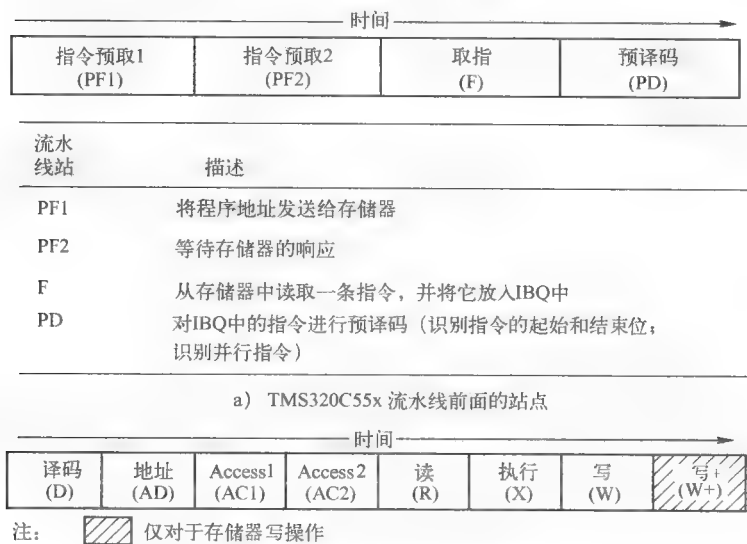 时间
指令预取1 指令预取2 取指 预译码
(PF1) (PF2) (F) (PD)
流水
线站 描述
PF1 将程序地址发送给存储器
PF2 等待存储器的响应
F 从存储器中读取一条指令，并将它放入IBQ中
PD 对IBQ中的指令进行预译码（识别指令的起始和结束位；
识别并行指令）
a） TMS320C55x 流水线前面的站点
时间
译码 地址 Access1 Access2 读 执行 写 写+
(D) (AD) (AC1) (AC2) (R) (X) (W) (W+)
注： 仅对于存储器写操作